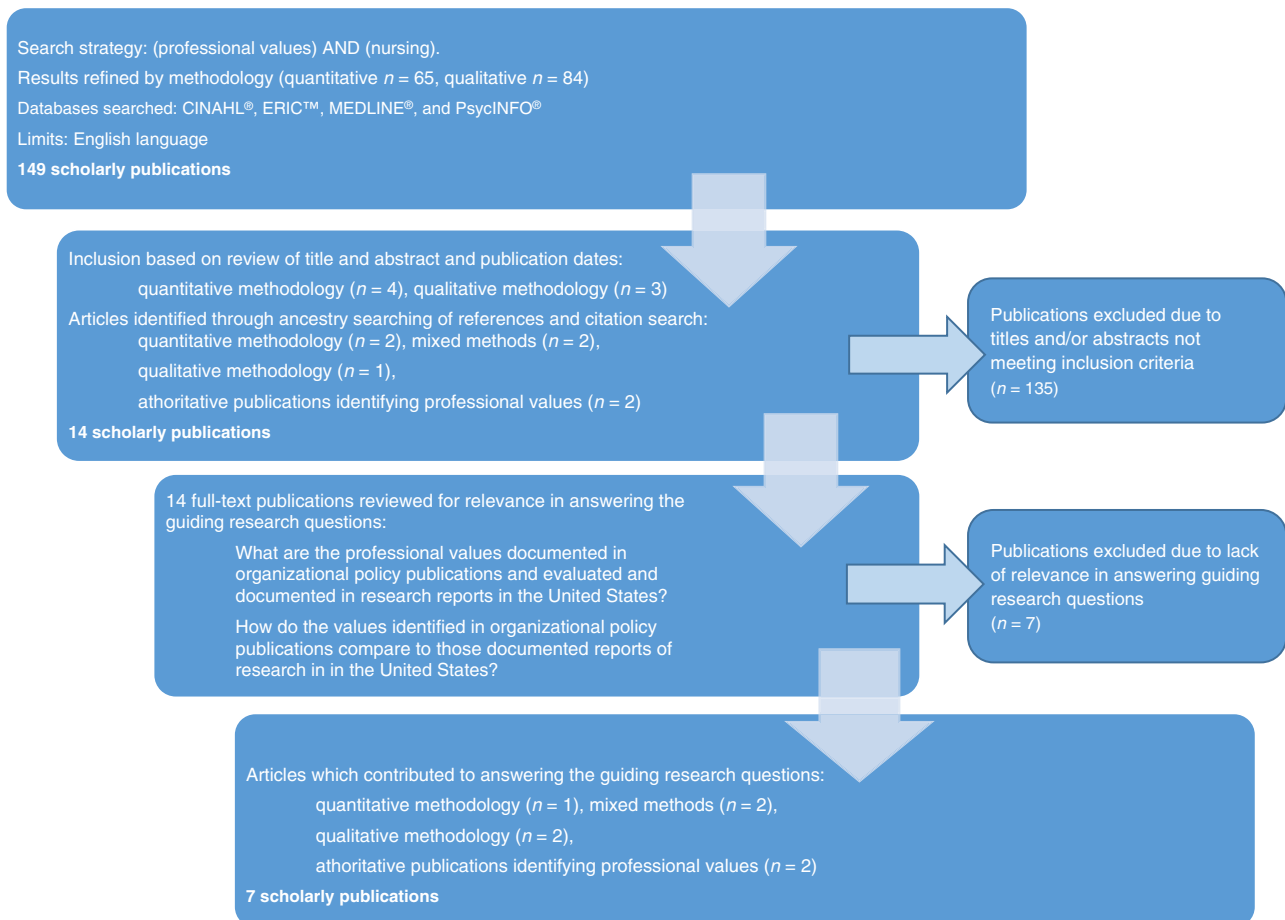 Search strategy: (professional values) AND (nursing).
Results refined by methodology (quantitative n = 65, qualitative n = 84)
Databases searched: CINAHL®, ERIC™, MEDLINE®, and PsycINFO®
Limits: English language
149 scholarly publications
Inclusion based on review of title and abstract and publication dates:
quantitative methodology (n = 4), qualitative methodology (n = 3)
Articles identified through ancestry searching of references and citation search:
quantitative methodology (n = 2), mixed methods (n = 2),
qualitative methodology (n = 1),
athoritative publications identifying professional values (n = 2)
14 scholarly publications
Publications excluded due to
titles and/or abstracts not
meeting inclusion criteria
(n = 135)
14 full-text publications reviewed for relevance in answering the
guiding research questions:
What are the professional values documented in
organizational policy publications and evaluated and
documented in research reports in the United States?
How do the values identified in organizational policy
publications compare to those documented reports of
research in in the United States?
Publications excluded due to lack
of relevance in answering guiding
research questions
(n = 7)
Articles which contributed to answering the guiding research questions:
quantitative methodology (n = 1), mixed methods (n = 2),
qualitative methodology (n = 2),
athoritative publications identifying professional values (n = 2)
7 scholarly publications